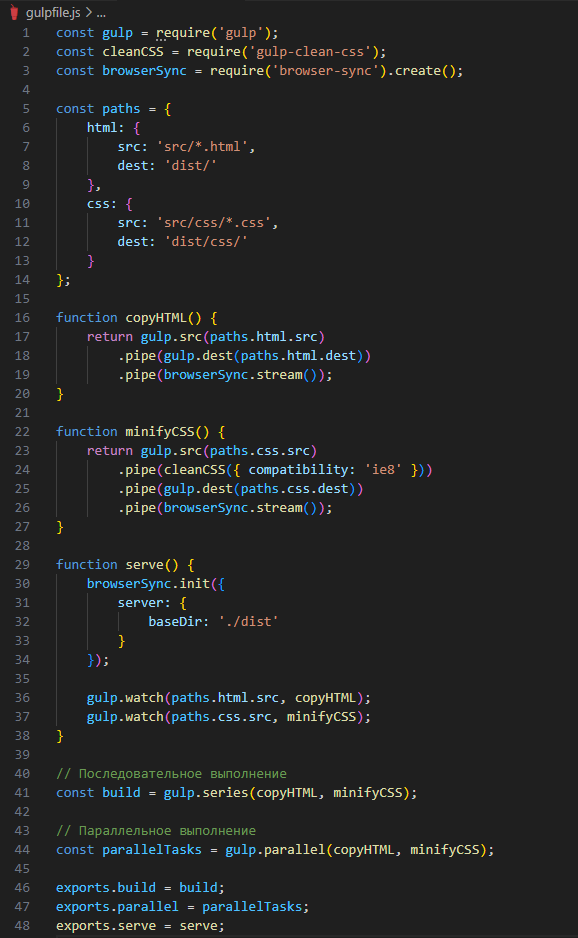 gulpfile.js > ...
1 const gulp = require('gulp');
2 const cleanCSS = require('gulp-clean-css');
3 const browserSync = require('browser-sync').create();
4
5 const paths = {
6     html: {
7         src: 'src/*.html',
8         dest: 'dist/'
9     },
10     css: {
11         src: 'src/css/*.css',
12         dest: 'dist/css/'
13     }
14 };
15
16 function copyHTML() {
17     return gulp.src(paths.html.src)
18         .pipe(gulp.dest(paths.html.dest))
19         .pipe(browserSync.stream());
20 }
21
22 function minifyCSS() {
23     return gulp.src(paths.css.src)
24         .pipe(cleanCSS({ compatibility: 'ie8' }))
25         .pipe(gulp.dest(paths.css.dest))
26         .pipe(browserSync.stream());
27 }
28
29 function serve() {
30     browserSync.init({
31         server: {
32             baseDir: './dist'
33         }
34     });
35
36     gulp.watch(paths.html.src, copyHTML);
37     gulp.watch(paths.css.src, minifyCSS);
38 }
39
40 // Последовательное выполнение
41 const build = gulp.series(copyHTML, minifyCSS);
42
43 // Параллельное выполнение
44 const parallelTasks = gulp.parallel(copyHTML, minifyCSS);
45
46 exports.build = build;
47 exports.parallel = parallelTasks;
48 exports.serve = serve;